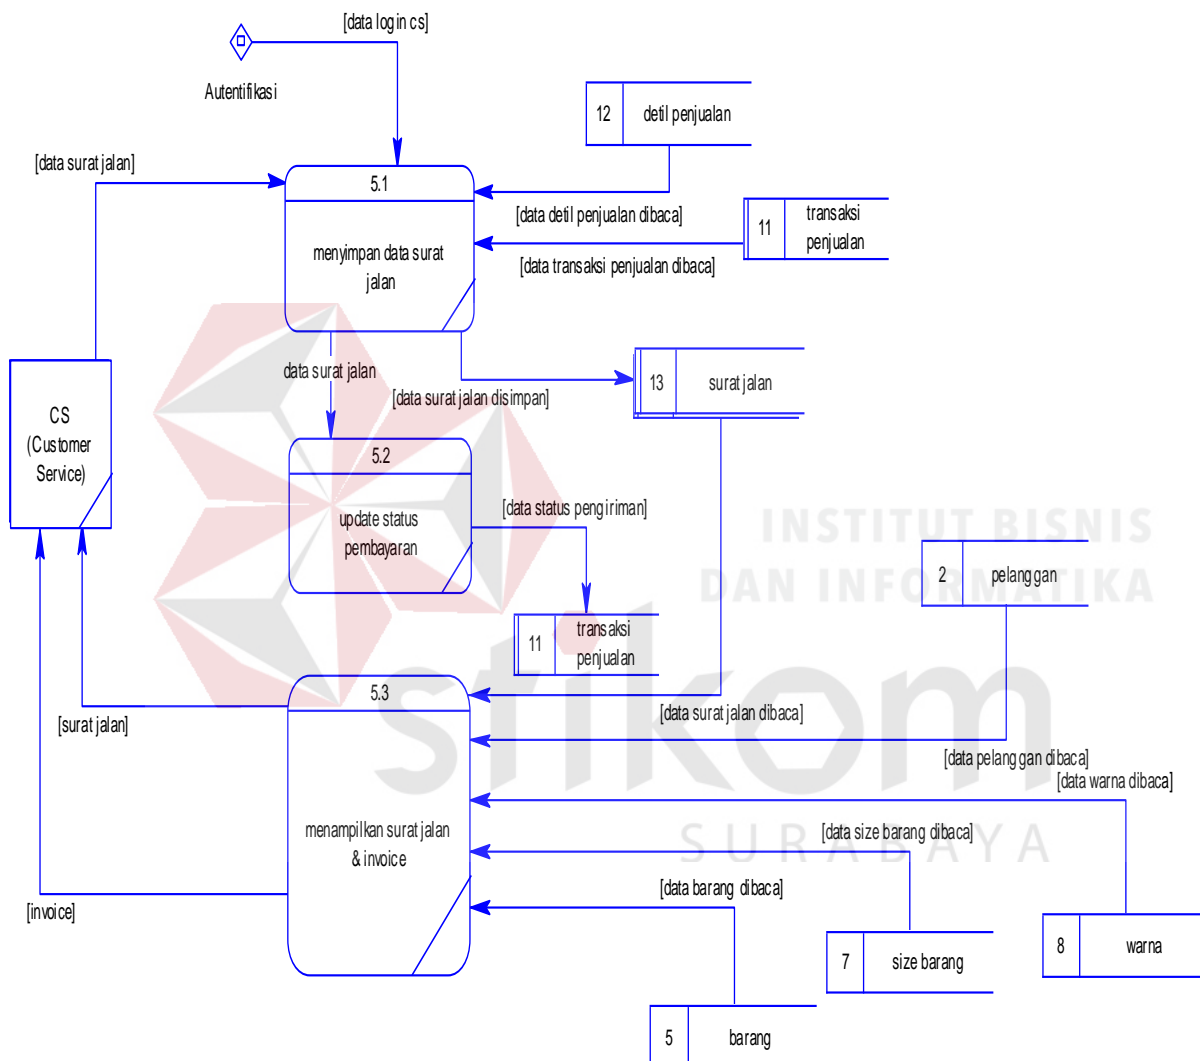 [data login cs]
Autentifikasi
12
detil penjualan
[data surat jalan]
5.1
[data detil penjualan dibaca]
11
transaksi
penjualan
menyimpan data surat
jalan
[data transaksi penjualan dibaca]
data surat jalan
[data surat jalan disimpan]
13
surat jalan
CS
(Customer
Service)
5.2
update status
pembayaran
[data status pengiriman]
INSTITUT BISNIS
DAN INFORMATIKA
2
pelanggan
11
transaksi
penjualan
stikom
SURABAYA
5.3
[data surat jalan dibaca]
[surat jalan]
[data pelanggan dibaca]
[data warna dibaca]
menampilkan surat jalan
& invoice
[data size barang dibaca]
[data barang dibaca]
[invoice]
8
warna
7
size barang
5
barang